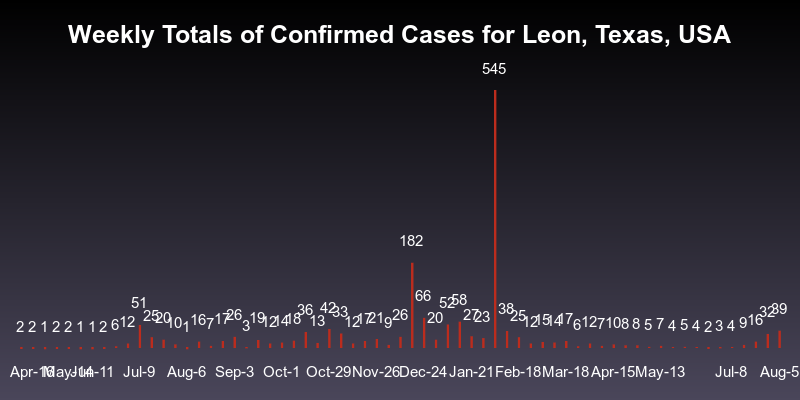 Weekly Totals of Confirmed Cases for Leon, Texas, USA
545
182
66
58
52
51
42
36 33 38 39 32
2 2 1 2 2 1 1 2 6 12 25 20 10 1 16 7 17 26 3 19 12 14 18 13 12 17 21 9 26 20 27 23 25 12 15 14 17 6 12 7 10 8 8 5 7 4 5 4 2 3 4 9 16
May-14 Jun-11 Jul-9 Aug-6 Sep-3 Oct-1 Oct-29 Nov-26 Dec-24 Jan-21 Feb-18 Mar-18 Apr-15 May-13 Jul-8 Aug-5